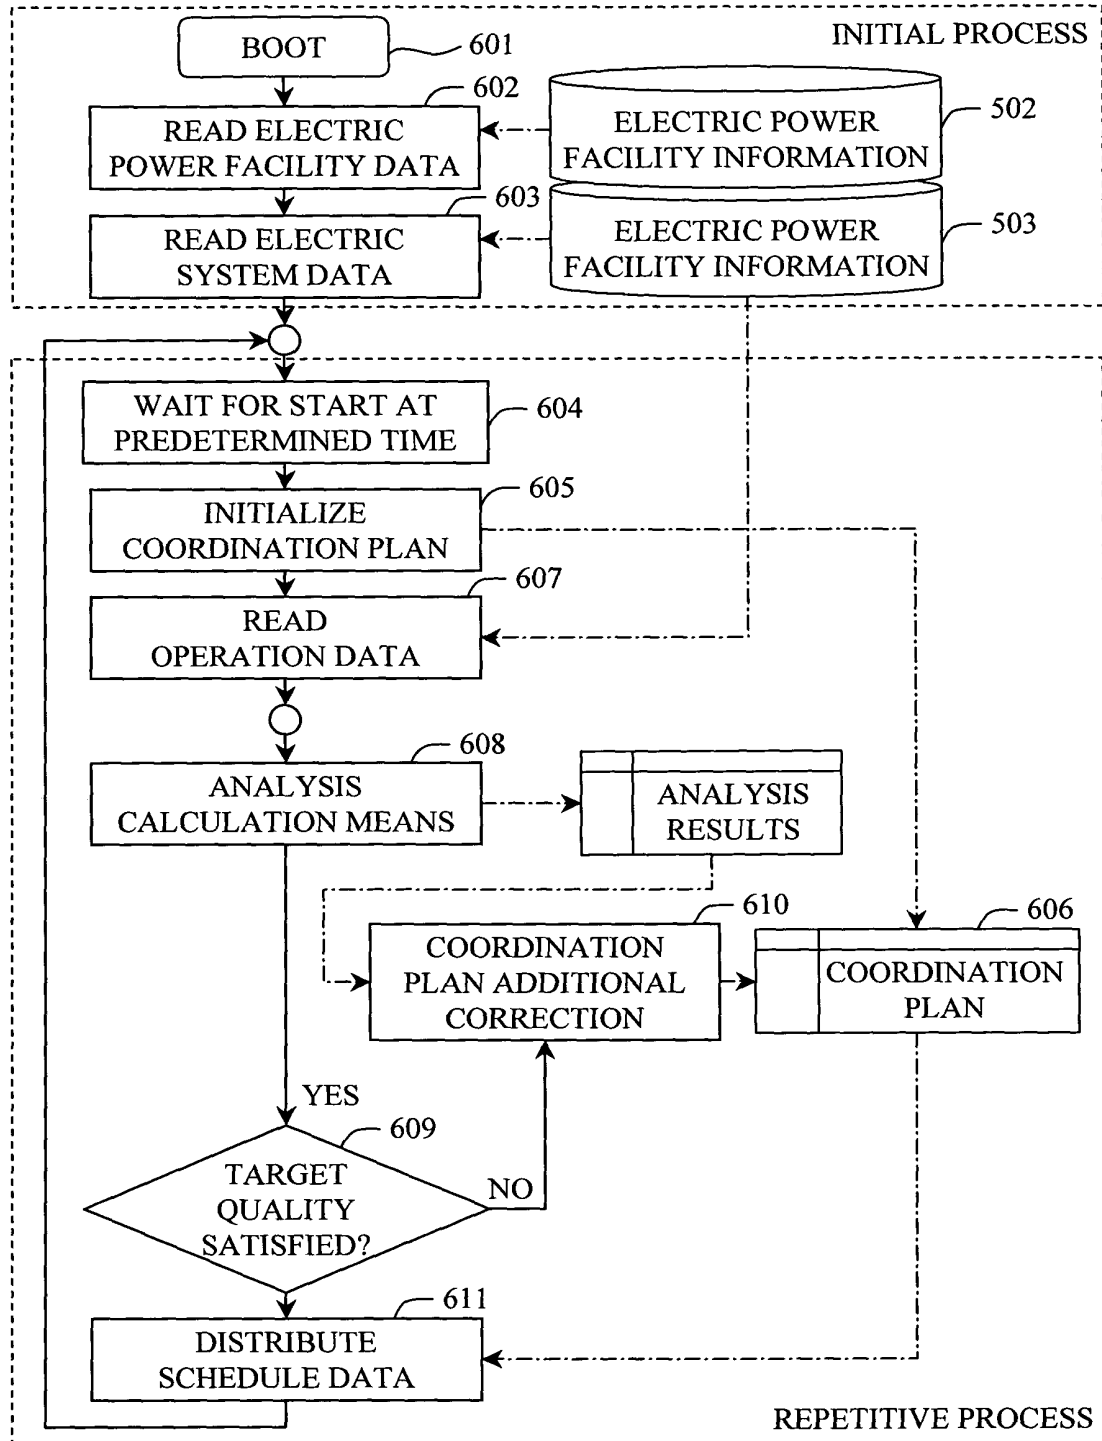 INITIAL PROCESS
BOOT
601
602
READ ELECTRIC
POWER FACILITY DATA
ELECTRIC POWER
FACILITY INFORMATION
502
603
READ ELECTRIC
SYSTEM DATA
ELECTRIC POWER
FACILITY INFORMATION
503
WAIT FOR START AT
PREDETERMINED TIME
604
605
INITIALIZE
COORDINATION PLAN
607
READ
OPERATION DATA
608
ANALYSIS
CALCULATION MEANS
ANALYSIS
RESULTS
610
COORDINATION
PLAN ADDITIONAL
CORRECTION
606
COORDINATION
PLAN
YES
609
TARGET
QUALITY
SATISFIED?
NO
611
DISTRIBUTE
SCHEDULE DATA
REPETITIVE PROCESS